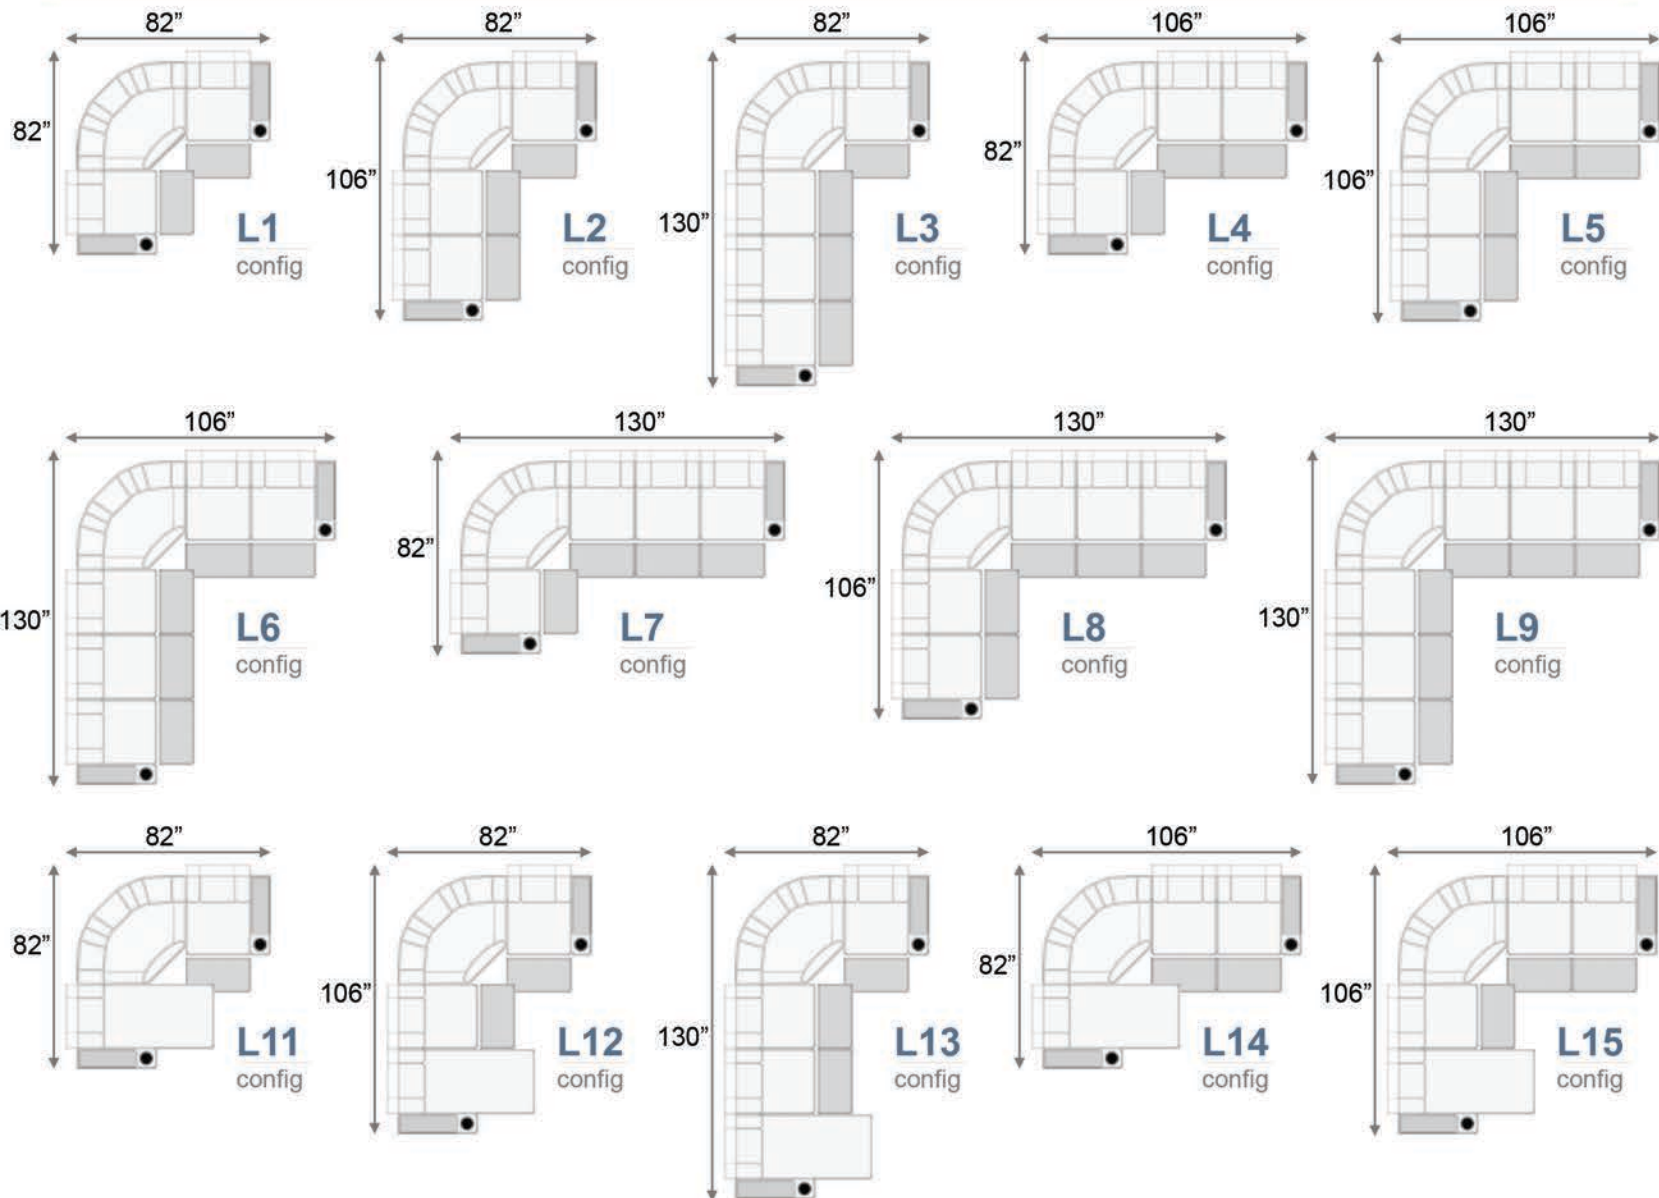 82”
82”
82”
106”
106”
82”
106”
130”
82”
106”
L1
config
L2
config
L3
config
L4
config
L5
config
106”
130”
130”
130”
130”
82”
106”
130”
L6
config
L7
config
L8
config
L9
config
82”
82”
82”
106”
106”
82”
106”
130”
82”
106”
L11
config
L12
config
L13
config
L14
config
L15
config